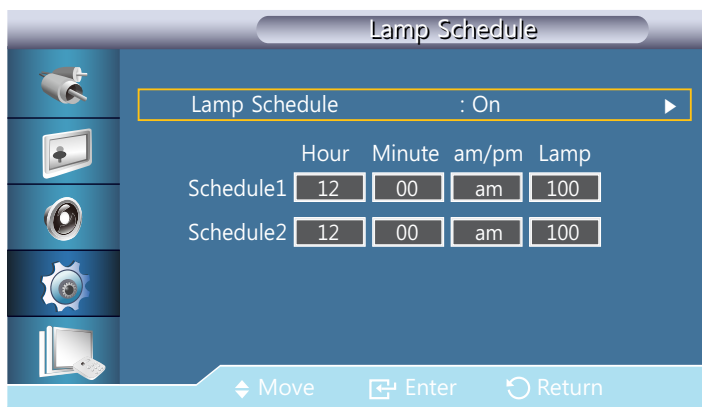 Lamp Schedule
Lamp Schedule : On
Hour Minute am/pm Lamp
Schedule1 12 00 am 100
Schedule2 12 00 am 100
Move Enter Return